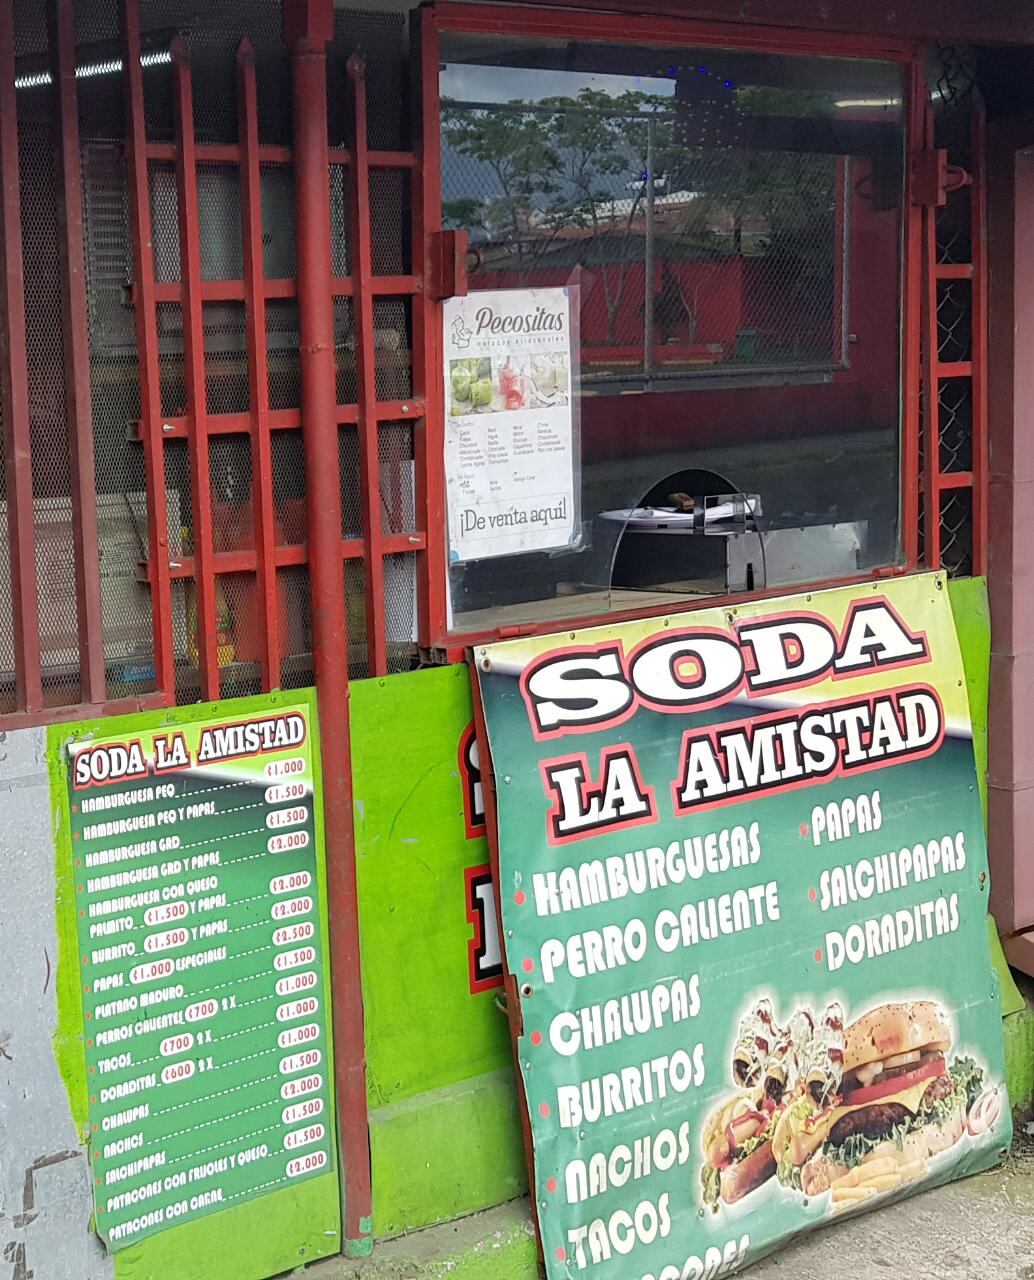 Pecositas
Helados Artesanales
¡De venta aquí!
SODA LA AMISTAD
HAMBURGUESA PEQ ₡1.000
HAMBURGUESA PEQ Y PAPAS ₡1.500
HAMBURGUESA GRD ₡1.500
HAMBURGUESA GRD Y PAPAS ₡2.000
HAMBURGUESA CON QUESO
PALMITO ₡1.500 Y PAPAS ₡2.000
BURRITO ₡1.500 Y PAPAS ₡2.000
PAPAS ₡1.000 ESPECIALES ₡2.500
PLATANO MADURO ₡1.500
PERROS CALIENTES ₡700 2 X ₡1.000
TACOS ₡700 2 X ₡1.000
DORADITAS ₡600 2 X ₡1.000
CHALUPAS ₡1.500
NACHOS ₡2.000
SALCHIPAPAS ₡1.500
PATACONES CON FRIJOLES Y QUESO ₡1.500
PATACONES CON CARNE ₡2.000
SODA
LA AMISTAD
HAMBURGUESAS
PERRO CALIENTE
CHALUPAS
BURRITOS
NACHOS
TACOS
PAPAS
SALCHIPAPAS
DORADITAS